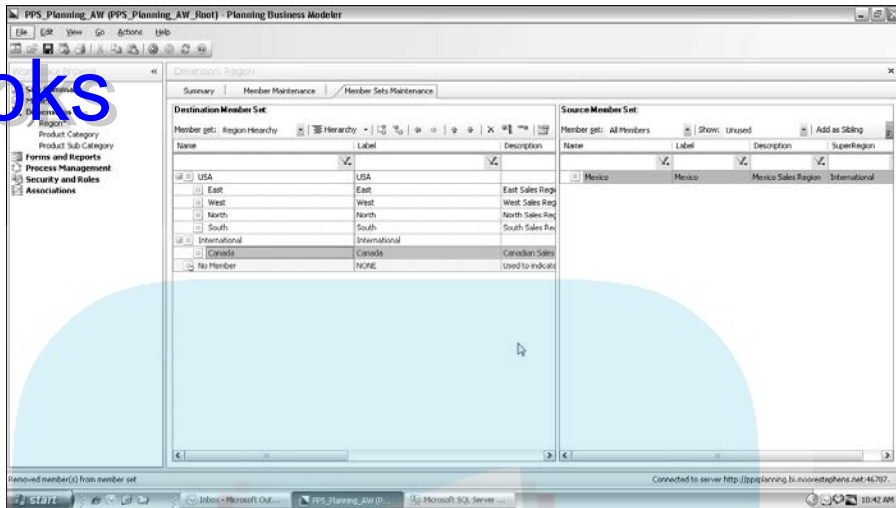 PPS_Planning_AW (PPS_Planning_AW_Root) - Planning Business Modeler
File Edit View Go Actions Help
oks
«
Dimension: Region
Summary Member Maintenance Member Sets Maintenance
Region*
Product Category
Product Sub Category
Forms and Reports
Process Management
Security and Roles
Associations
Destination Member Set:
Member set: Region Hierarchy Hierarchy
Name Label Description
USA USA
East East East Sales Regi
West West West Sales Reg
North North North Sales Reg
South South South Sales Reg
International International
Canada Canada Canadian Sales
No Member NONE Used to indicate
Source Member Set:
Member set: All Members Show: Unused Add as Sibling
Name Label Description SuperRegion
Mexico Mexico Mexico Sales Region International
Removed member(s) from member set
Connected to server http://ppsplanning.bi.moorestephens.net:46787.
start Inbox - Microsoft Out... PPS_Planning_AW (P... Microsoft SQL Server ... 10:42 AM